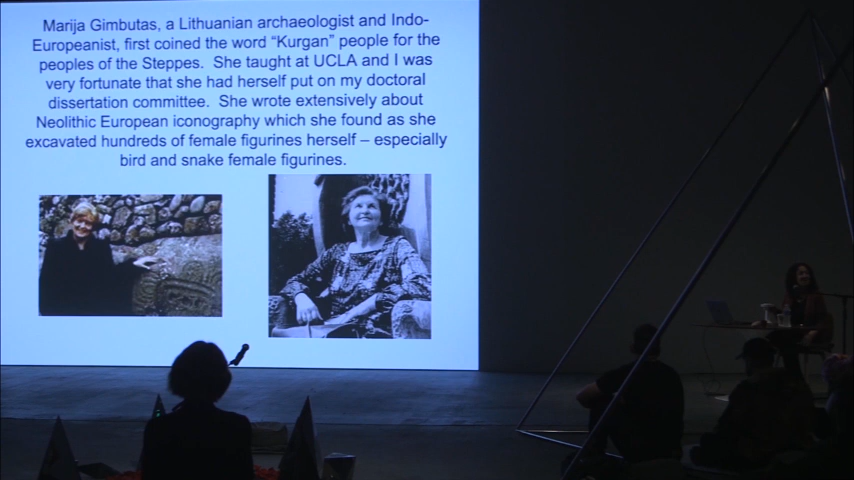 Marija Gimbutas, a Lithuanian archaeologist and Indo-
Europeanist, first coined the word “Kurgan” people for the
peoples of the Steppes.  She taught at UCLA and I was
very fortunate that she had herself put on my doctoral
dissertation committee.  She wrote extensively about
Neolithic European iconography which she found as she
excavated hundreds of female figurines herself – especially
bird and snake female figurines.